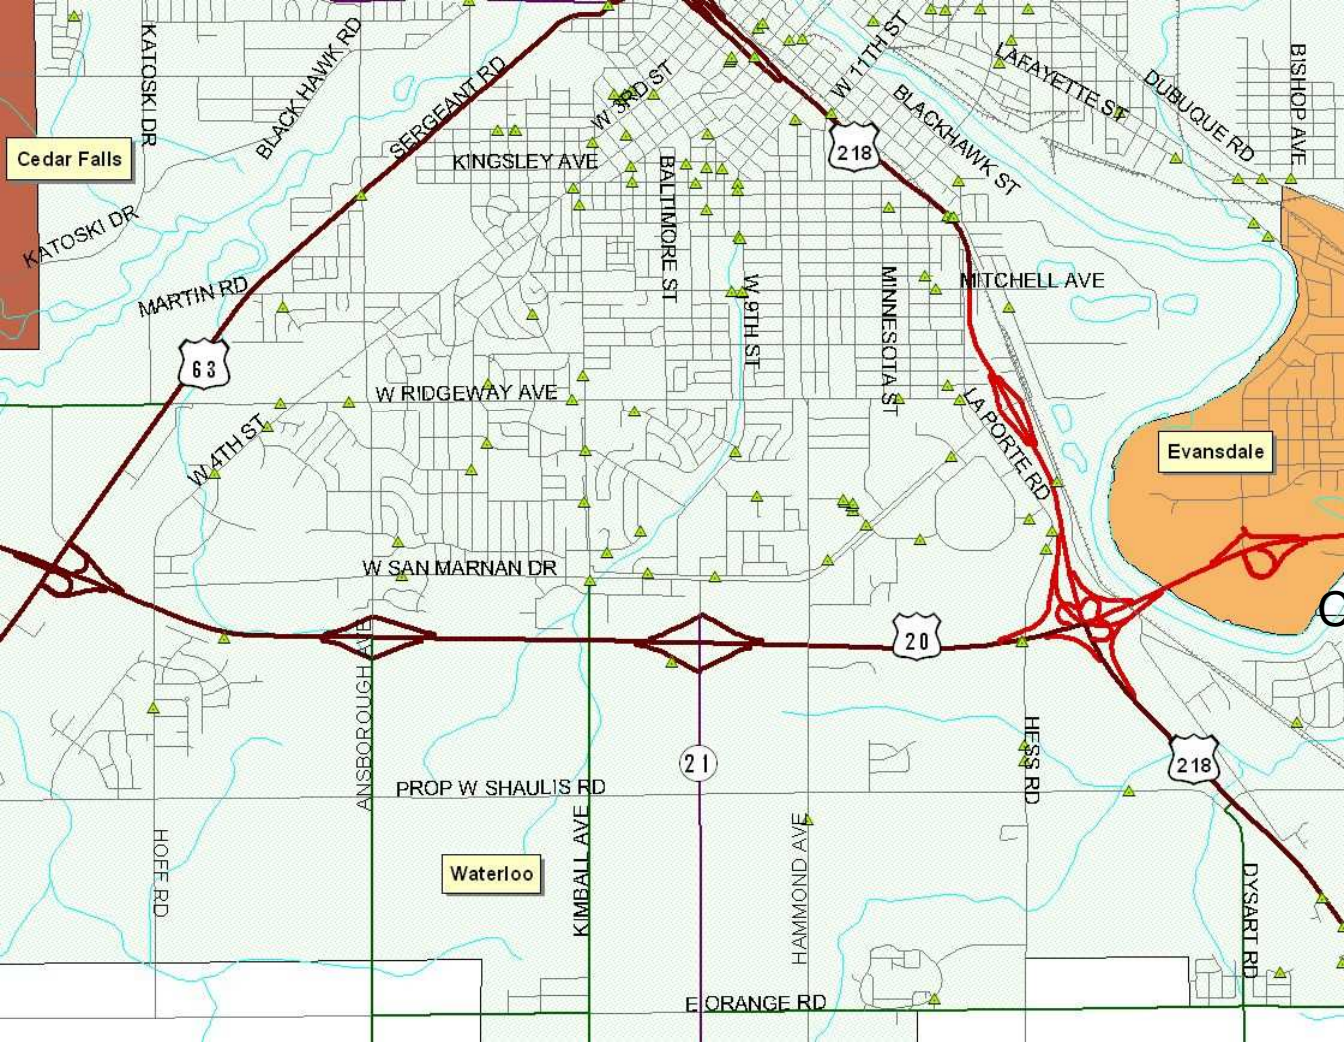 KATOSKI DR
BLACK HAWK RD
SERGEANT RD
W 3RD ST
W 11TH ST
LAFAYETTE ST
DUBUQUE RD
BISHOP AVE
BLACKHAWK ST
Cedar Falls
KINGSLEY AVE
218
BALTIMORE ST
KATOSKI DR
MARTIN RD
MITCHELL AVE
W 9TH ST
MINNESOTA ST
63
W RIDGEWAY AVE
LA PORTE RD
W 4TH ST
Evansdale
W SAN MARNAN DR
20
ANSBOROUGH AVE
21
HESS RD
218
PROP W SHAULIS RD
HOFF RD
Waterloo
KIMBALL AVE
HAMMOND AVE
DYSART RD
E ORANGE RD